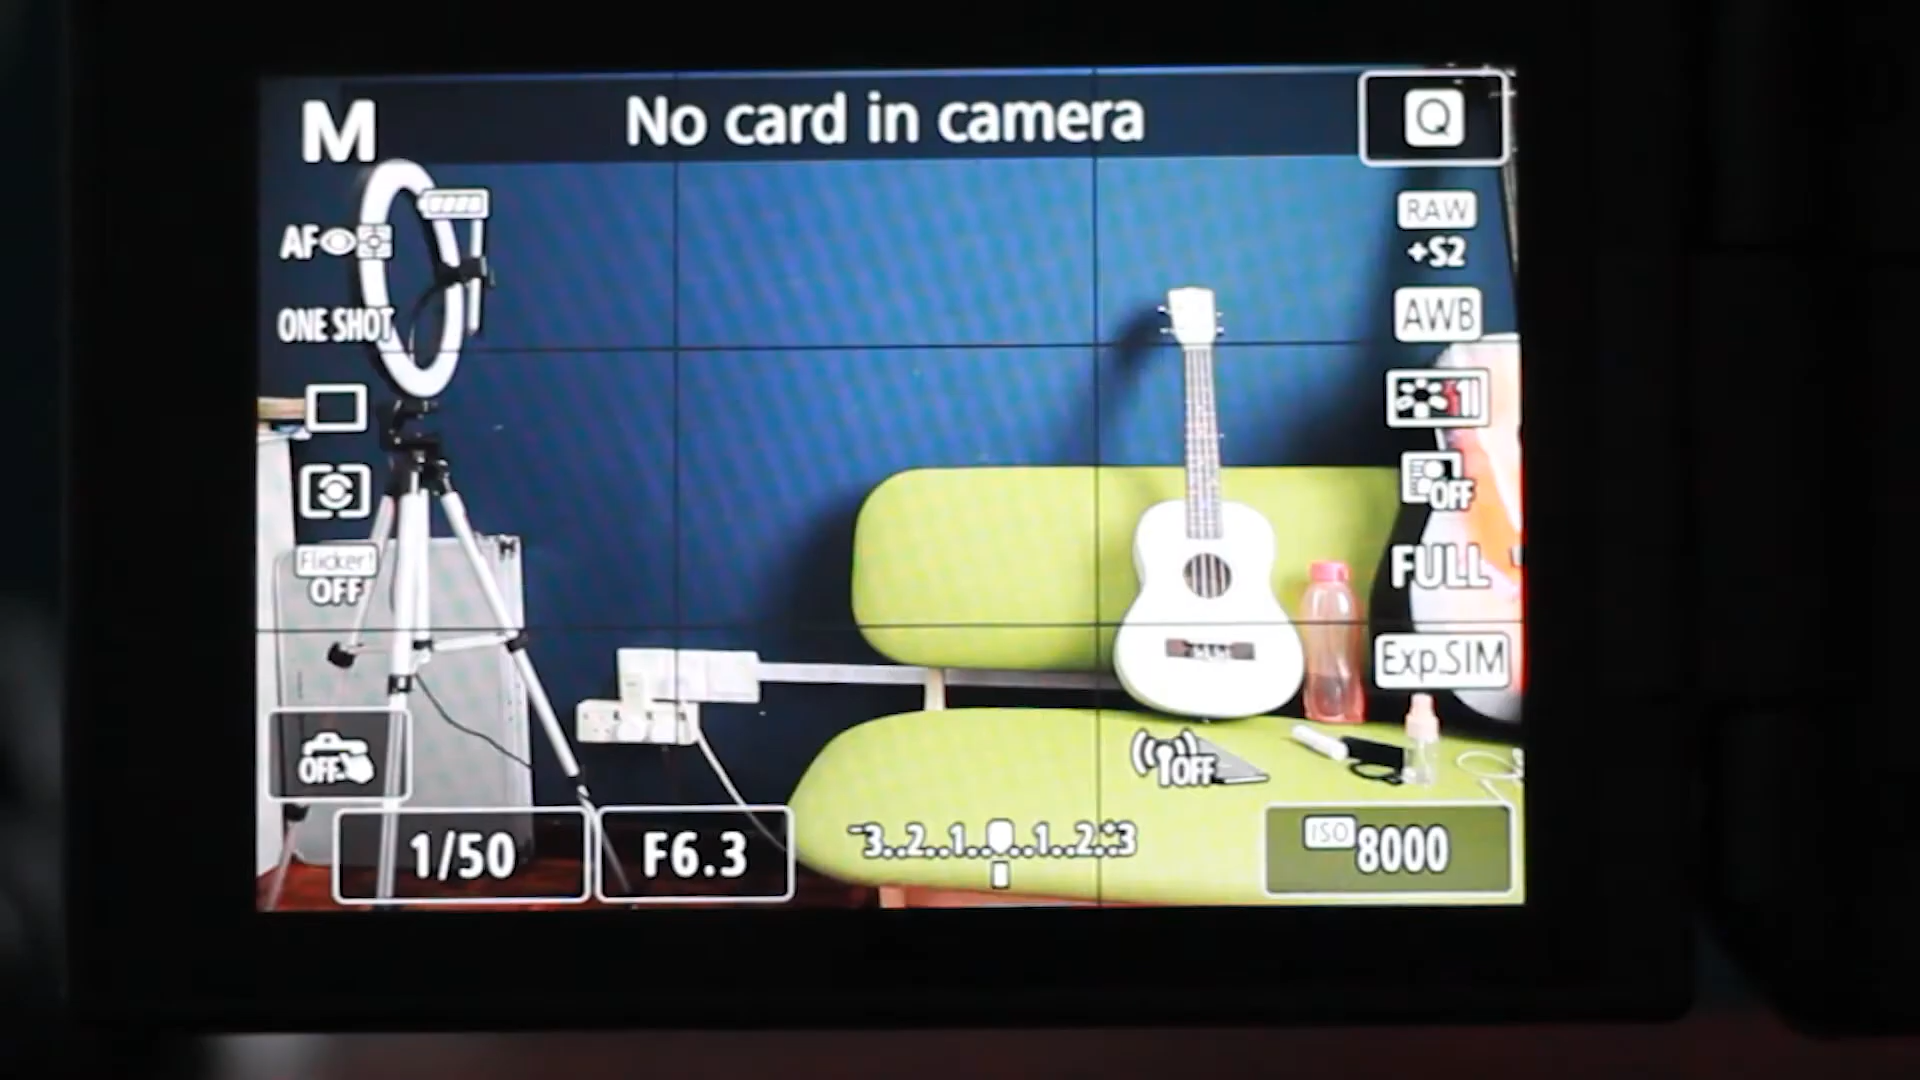 M
No card in camera
Q
AF
ONE SHOT
Flicker!
OFF
OFF
RAW
+S2
AWB
1
OFF
FULL
Exp.SIM
OFF
1/50
F6.3
-3..2..1..0..1..2..+3
ISO 8000